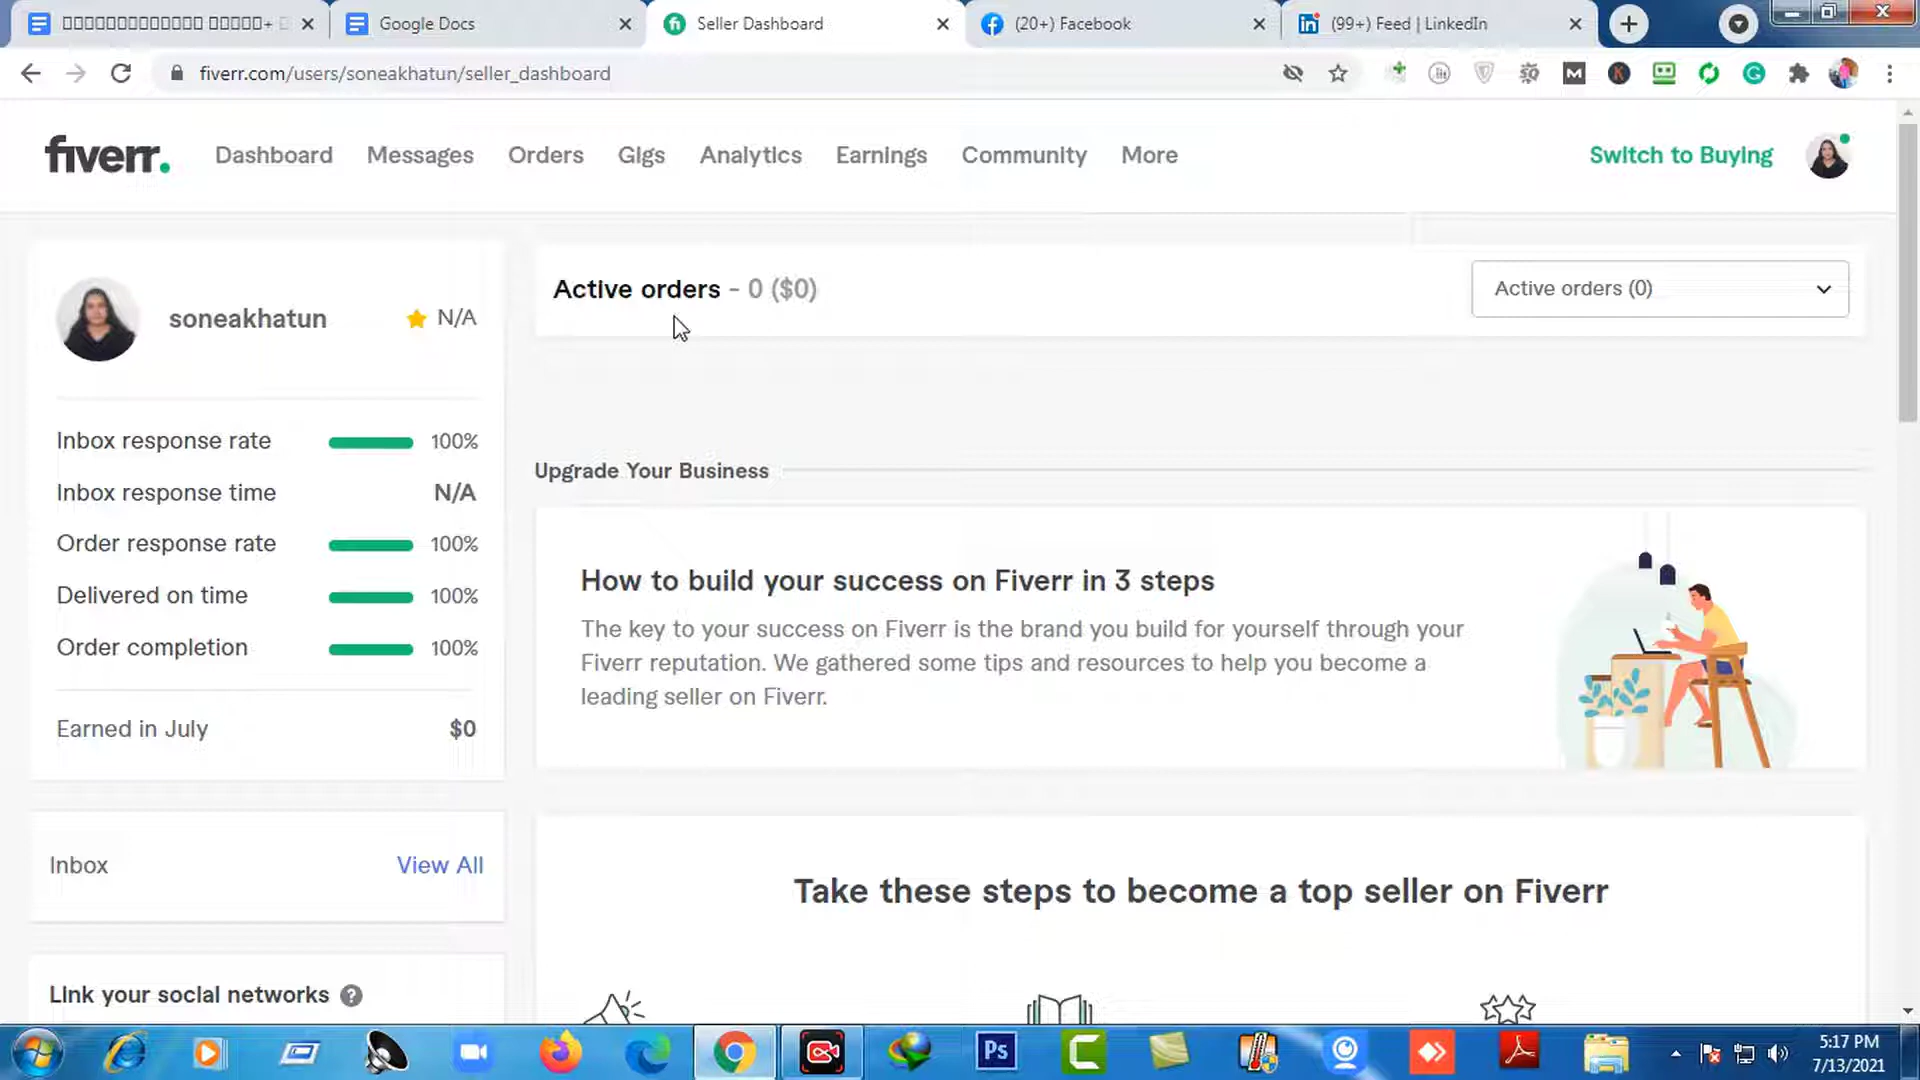 Google Docs
Seller Dashboard
(20+) Facebook
(99+) Feed | LinkedIn
fiverr.com/users/soneakhatun/seller_dashboard
fiverr.
Dashboard
Messages
Orders
Gigs
Analytics
Earnings
Community
More
Switch to Buying
soneakhatun
N/A
Active orders - 0 ($0)
Active orders (0)
Inbox response rate 100%
Inbox response time N/A
Order response rate 100%
Delivered on time 100%
Order completion 100%
Earned in July $0
Upgrade Your Business
How to build your success on Fiverr in 3 steps
The key to your success on Fiverr is the brand you build for yourself through your
Fiverr reputation. We gathered some tips and resources to help you become a
leading seller on Fiverr.
Inbox
View All
Take these steps to become a top seller on Fiverr
Link your social networks
Ps
5:17 PM
7/13/2021